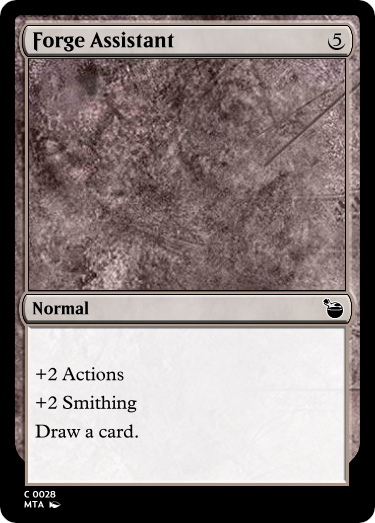 Forge Assistant 5
Normal
+2 Actions
+2 Smithing
Draw a card.
C 0028
MTA